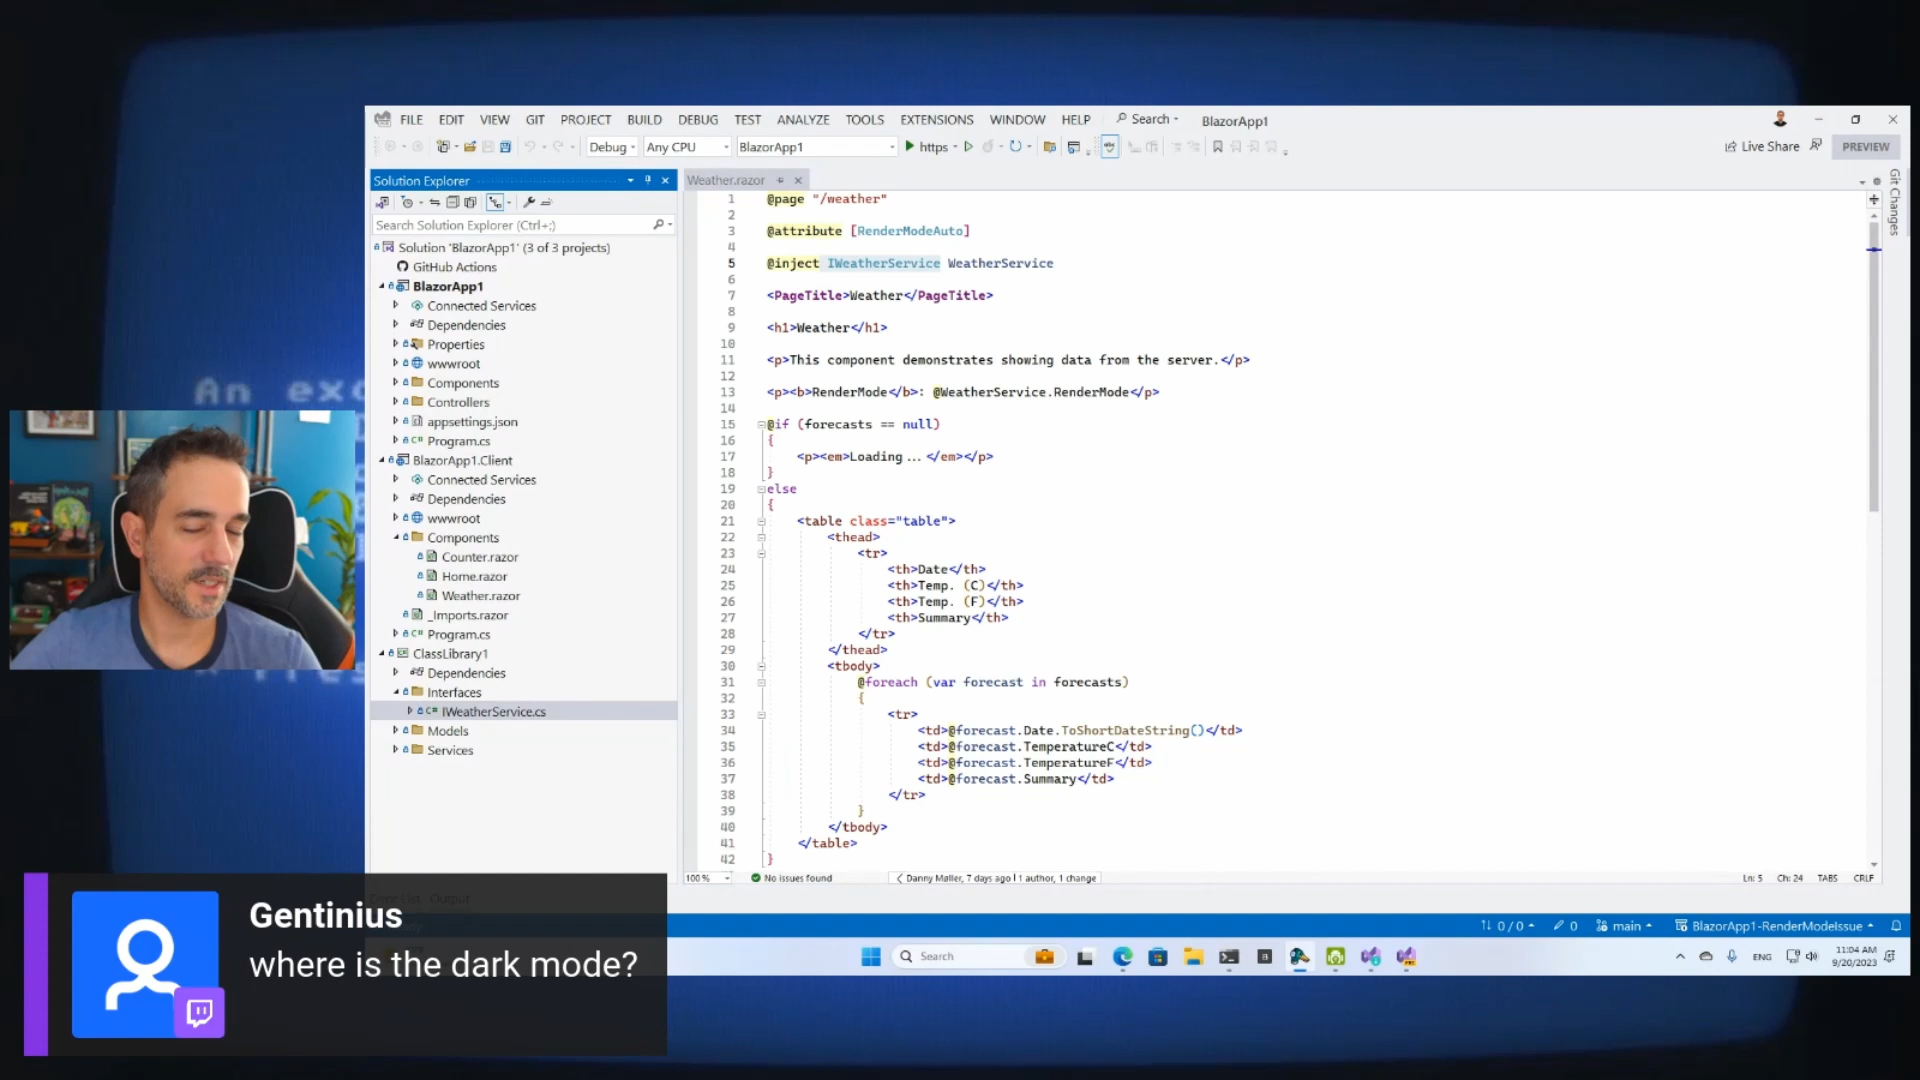 FILE EDIT VIEW GIT PROJECT BUILD DEBUG TEST ANALYZE TOOLS EXTENSIONS WINDOW HELP Search BlazorApp1
Debug Any CPU BlazorApp1 https Live Share PREVIEW
Solution Explorer
Search Solution Explorer (Ctrl+;)
Solution 'BlazorApp1' (3 of 3 projects)
GitHub Actions
BlazorApp1
Connected Services
Dependencies
Properties
wwwroot
Components
Controllers
appsettings.json
Program.cs
BlazorApp1.Client
Connected Services
Dependencies
wwwroot
Components
Counter.razor
Home.razor
Weather.razor
_Imports.razor
Program.cs
ClassLibrary1
Dependencies
Interfaces
IWeatherService.cs
Models
Services
Weather.razor
Git Changes
1 @page "/weather"
2
3 @attribute [RenderModeAuto]
4
5 @inject IWeatherService WeatherService
6
7 <PageTitle>Weather</PageTitle>
8
9 <h1>Weather</h1>
10
11 <p>This component demonstrates showing data from the server.</p>
12
13 <p><b>RenderMode</b>: @WeatherService.RenderMode</p>
14
15 @if (forecasts == null)
16 {
17 <p><em>Loading...</em></p>
18 }
19 else
20 {
21 <table class="table">
22 <thead>
23 <tr>
24 <th>Date</th>
25 <th>Temp. (C)</th>
26 <th>Temp. (F)</th>
27 <th>Summary</th>
28 </tr>
29 </thead>
30 <tbody>
31 @foreach (var forecast in forecasts)
32 {
33 <tr>
34 <td>@forecast.Date.ToShortDateString()</td>
35 <td>@forecast.TemperatureC</td>
36 <td>@forecast.TemperatureF</td>
37 <td>@forecast.Summary</td>
38 </tr>
39 }
40 </tbody>
41 </table>
42 }
100 % No issues found Danny Møller, 7 days ago | 1 author, 1 change Ln: 5 Ch: 24 TABS CRLF
0 / 0 0 main BlazorApp1-RenderModeIssue
Search ENG 11:04 AM
9/20/2023
An exc
Gentinius
where is the dark mode?